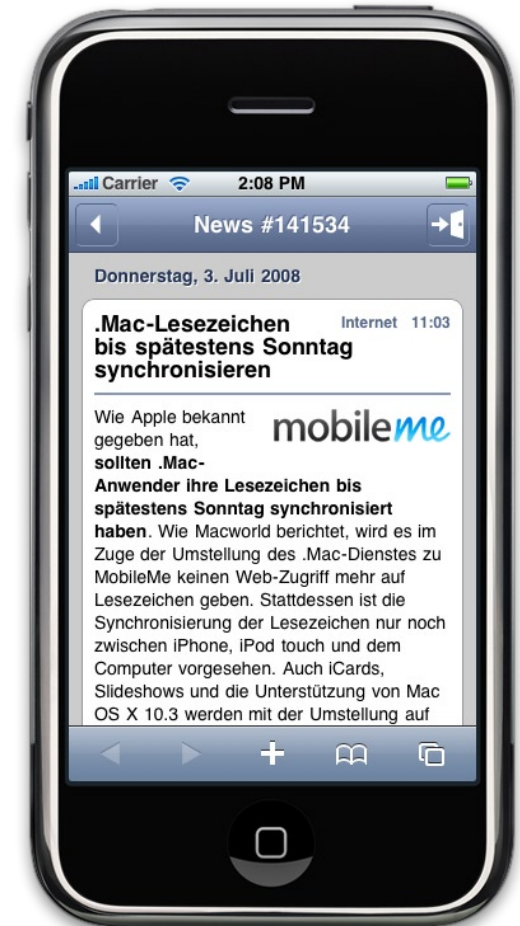 Carrier 2:08 PM
News #141534
Donnerstag, 3. Juli 2008
.Mac-Lesezeichen Internet 11:03
bis spätestens Sonntag
synchronisieren
Wie Apple bekannt mobileme
gegeben hat,
sollten .Mac-
Anwender ihre Lesezeichen bis
spätestens Sonntag synchronisiert
haben. Wie Macworld berichtet, wird es im
Zuge der Umstellung des .Mac-Dienstes zu
MobileMe keinen Web-Zugriff mehr auf
Lesezeichen geben. Stattdessen ist die
Synchronisierung der Lesezeichen nur noch
zwischen iPhone, iPod touch und dem
Computer vorgesehen. Auch iCards,
Slideshows und die Unterstützung von Mac
OS X 10.3 werden mit der Umstellung auf